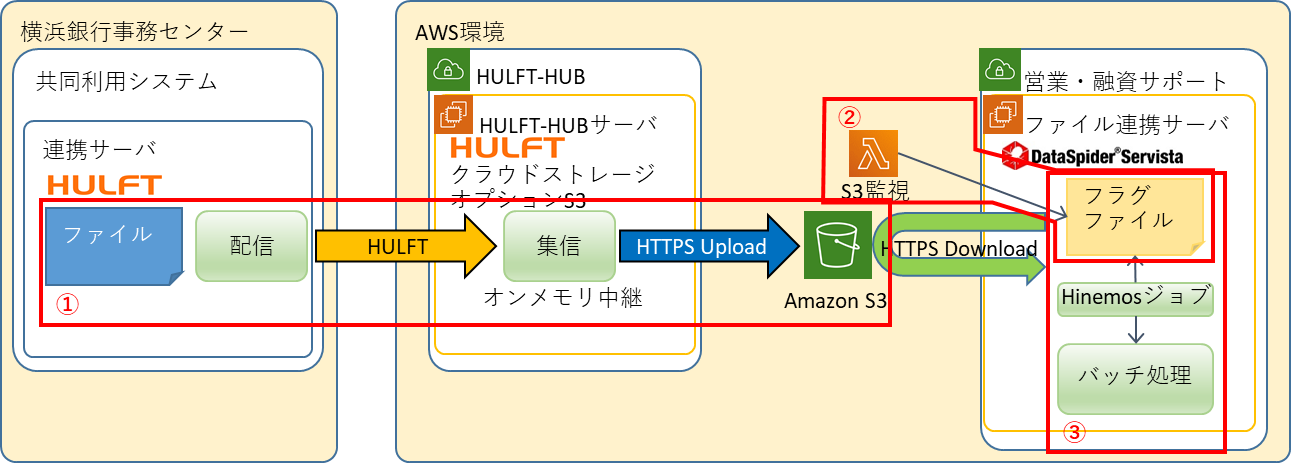 横浜銀行事務センター
共同利用システム
連携サーバ
HULFT
ファイル
配信
①
HULFT
AWS環境
HULFT-HUB
HULFT-HUBサーバ
HULFT
クラウドストレージ
オプションS3
集信
オンメモリ中継
HTTPS Upload
Amazon S3
②
S3監視
HTTPS Download
営業・融資サポート
ファイル連携サーバ
DataSpider®Servista
フラグ
ファイル
Hinemosジョブ
バッチ処理
③